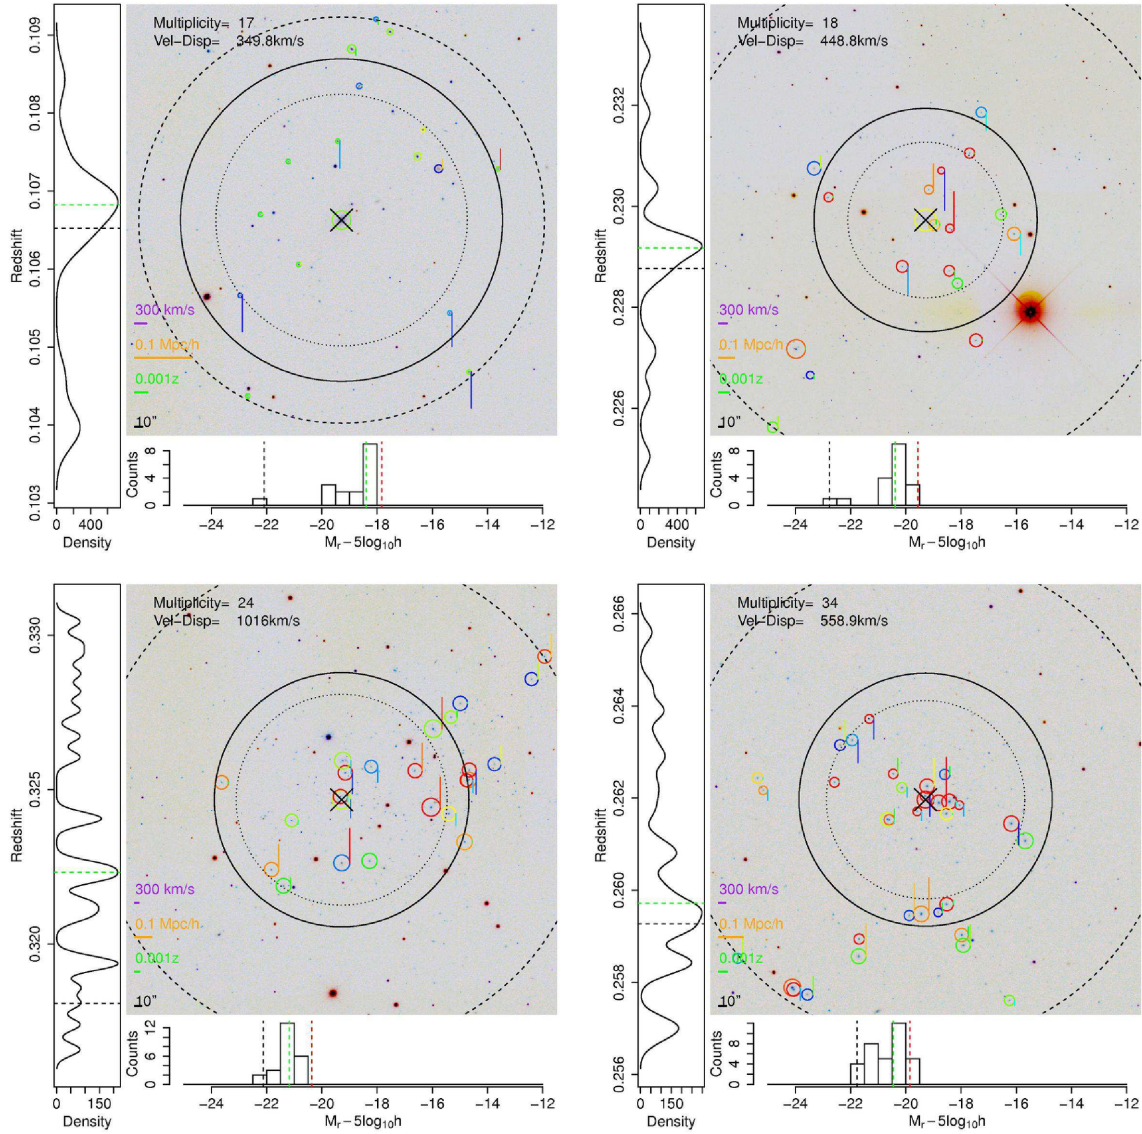 Multiplicity= 17
Vel-Disp= 349.8km/s
0.103 0.104 0.105 0.106 0.107 0.108 0.109
Redshift
0 400
Density
300 km/s
0.1 Mpc/h
0.001z
10"
Counts
0 4 8
−24 −22 −20 −18 −16 −14 −12
Mr−5log10h
Multiplicity= 18
Vel-Disp= 448.8km/s
0.226 0.228 0.230 0.232
Redshift
0 400
Density
300 km/s
0.1 Mpc/h
0.001z
10"
Counts
0 4 8
−24 −22 −20 −18 −16 −14 −12
Mr−5log10h
Multiplicity= 24
Vel-Disp= 1016km/s
0.320 0.325 0.330
Redshift
0 150
Density
300 km/s
0.1 Mpc/h
0.001z
10"
Counts
0 6 12
−24 −22 −20 −18 −16 −14 −12
Mr−5log10h
Multiplicity= 34
Vel-Disp= 558.9km/s
0.256 0.258 0.260 0.262 0.264 0.266
Redshift
0 150
Density
300 km/s
0.1 Mpc/h
0.001z
10"
Counts
0 4 8
−24 −22 −20 −18 −16 −14 −12
Mr−5log10h